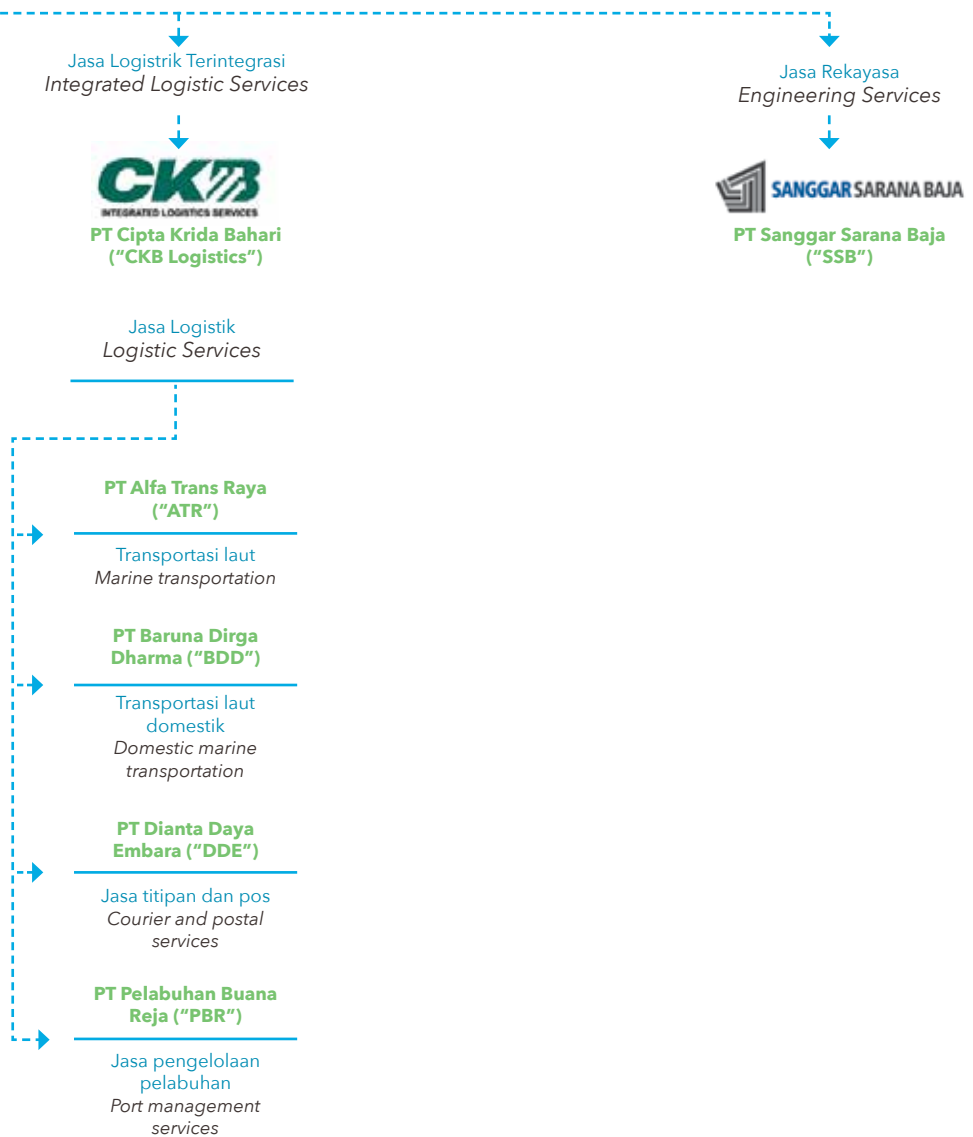 Jasa Logistrik Terintegrasi
Integrated Logistic Services
CKB
INTEGRATED LOGISTICS SERVICES
PT Cipta Krida Bahari
(“CKB Logistics”)
Jasa Logistik
Logistic Services
PT Alfa Trans Raya
(“ATR”)
Transportasi laut
Marine transportation
PT Baruna Dirga
Dharma (“BDD”)
Transportasi laut
domestik
Domestic marine
transportation
PT Dianta Daya
Embara (“DDE”)
Jasa titipan dan pos
Courier and postal
services
PT Pelabuhan Buana
Reja (“PBR”)
Jasa pengelolaan
pelabuhan
Port management
services
Jasa Rekayasa
Engineering Services
SANGGAR SARANA BAJA
PT Sanggar Sarana Baja
(“SSB”)